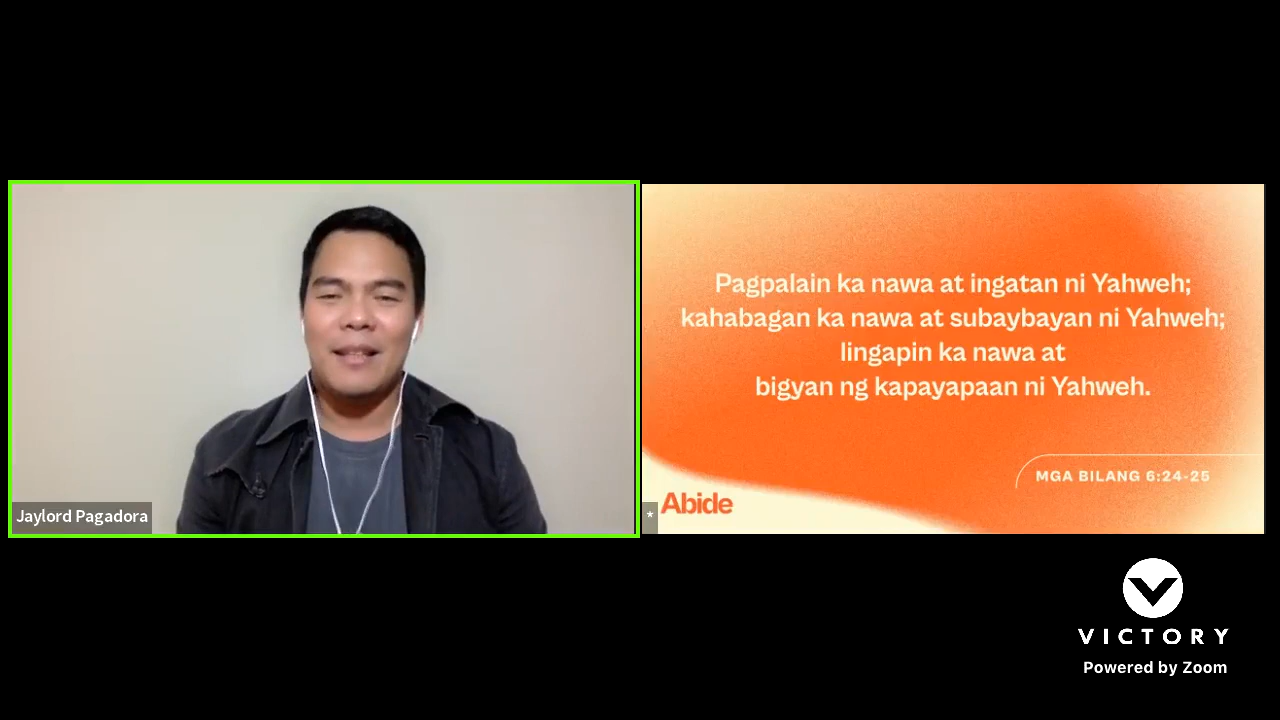 Jaylord Pagadora
Pagpalain ka nawa at ingatan ni Yahweh;
kahabagan ka nawa at subaybayan ni Yahweh;
lingapin ka nawa at
bigyan ng kapayapaan ni Yahweh.
MGA BILANG 6:24-25
*
Abide
VICTORY
Powered by Zoom